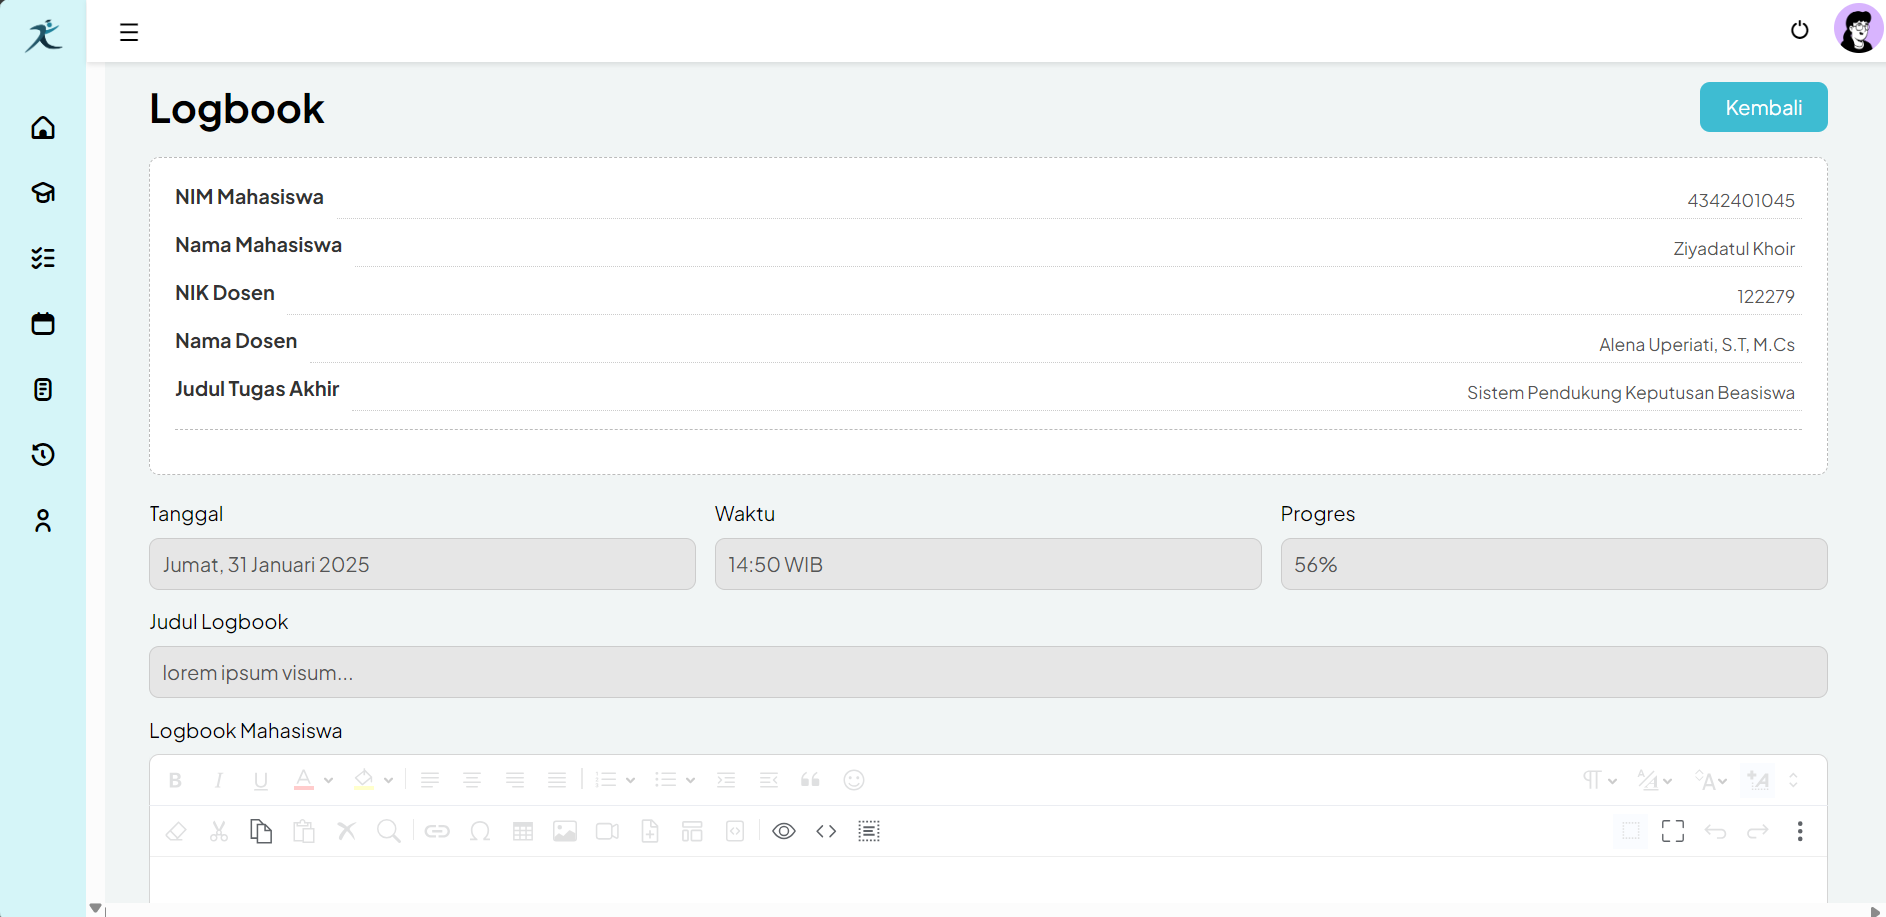 Logbook
Kembali
NIM Mahasiswa 4342401045
Nama Mahasiswa Ziyadatul Khoir
NIK Dosen 122279
Nama Dosen Alena Uperiati, S.T, M.Cs
Judul Tugas Akhir Sistem Pendukung Keputusan Beasiswa
Tanggal Waktu Progres
Jumat, 31 Januari 2025 14:50 WIB 56%
Judul Logbook
lorem ipsum visum...
Logbook Mahasiswa